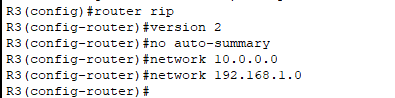 R3(config)#router rip
R3(config-router)#version 2
R3(config-router)#no auto-summary
R3(config-router)#network 10.0.0.0
R3(config-router)#network 192.168.1.0
R3(config-router)#